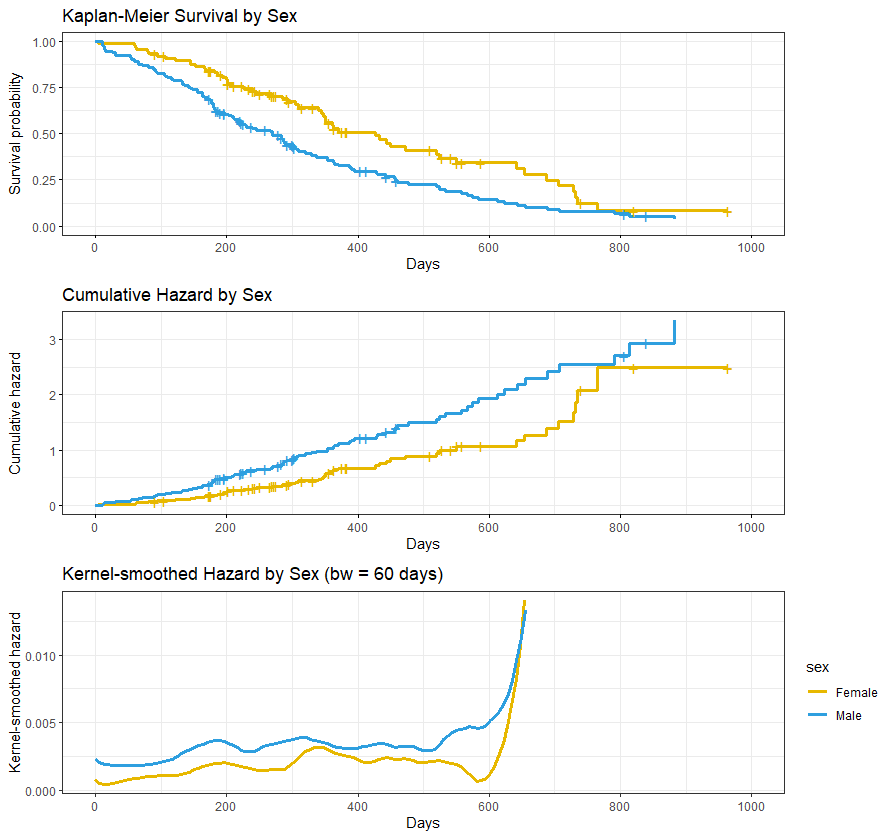 Kaplan-Meier Survival by Sex
Survival probability
1.00
0.75
0.50
0.25
0.00
0 200 400 600 800 1000
Days
Cumulative Hazard by Sex
Cumulative hazard
3
2
1
0
0 200 400 600 800 1000
Days
Kernel-smoothed Hazard by Sex (bw = 60 days)
Kernel-smoothed hazard
0.010
0.005
0.000
0 200 400 600 800 1000
Days
sex
Female
Male